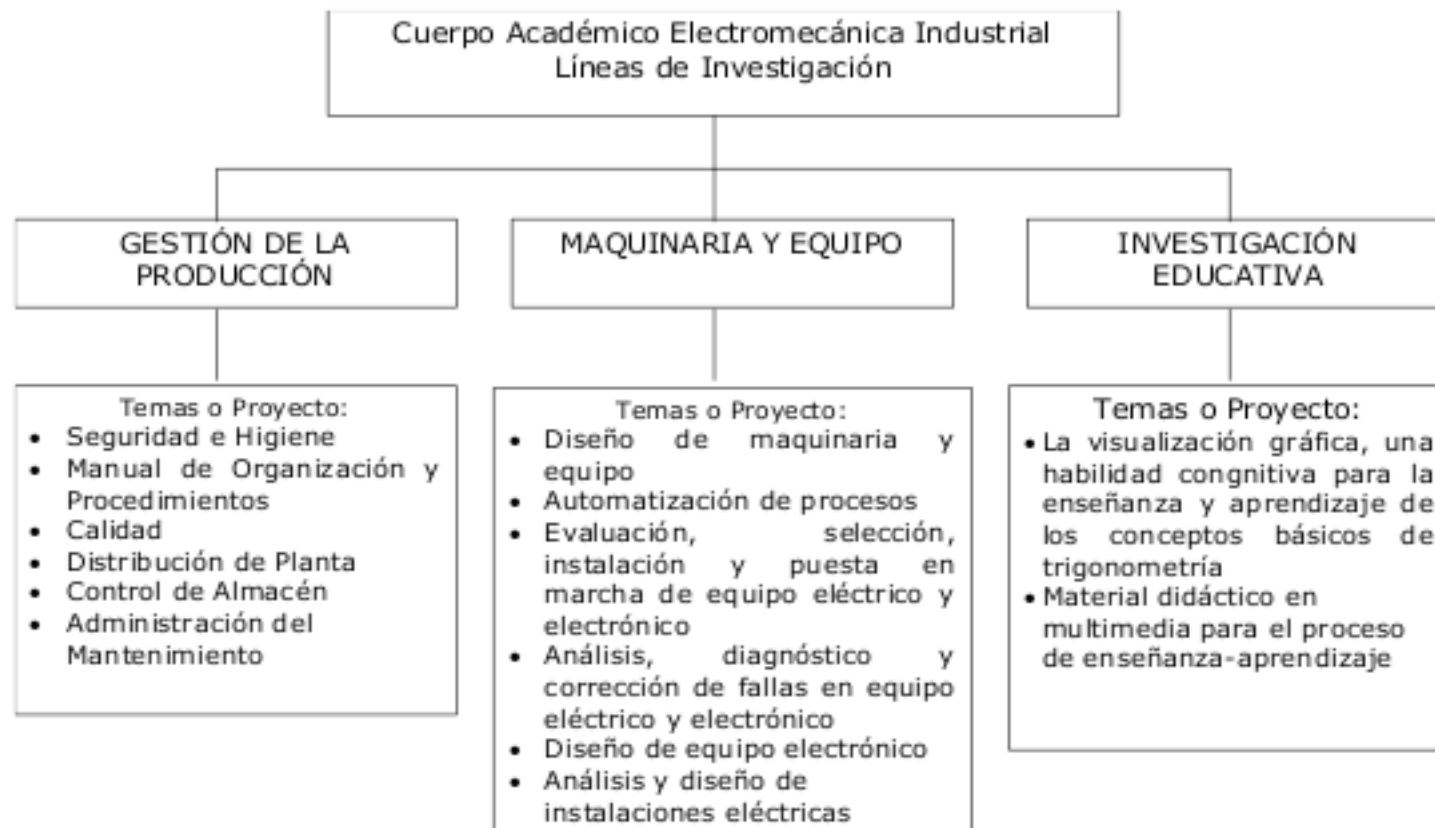 Cuerpo Académico Electromecánica Industrial
Líneas de Investigación
GESTIÓN DE LA
PRODUCCIÓN
MAQUINARIA Y EQUIPO
INVESTIGACIÓN
EDUCATIVA
Temas o Proyecto:
• Seguridad e Higiene
• Manual de Organización y
Procedimientos
• Calidad
• Distribución de Planta
• Control de Almacén
• Administración del
Mantenimiento
Temas o Proyecto:
• Diseño de maquinaria y
equipo
• Automatización de procesos
• Evaluación, selección,
instalación y puesta en
marcha de equipo eléctrico y
electrónico
• Análisis, diagnóstico y
corrección de fallas en equipo
eléctrico y electrónico
• Diseño de equipo electrónico
• Análisis y diseño de
instalaciones eléctricas
Temas o Proyecto:
• La visualización gráfica, una
habilidad congnitiva para la
enseñanza y aprendizaje de
los conceptos básicos de
trigonometría
• Material didáctico en
multimedia para el proceso
de enseñanza-aprendizaje